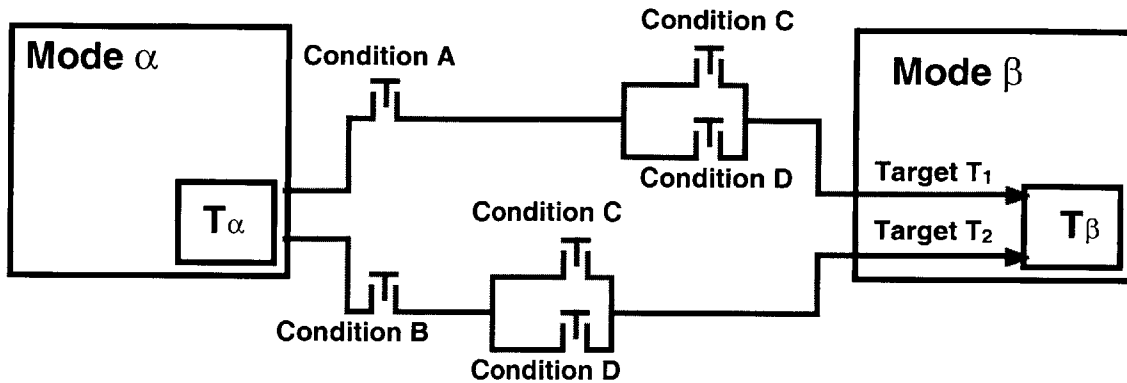 Mode α
Condition A
Condition C
Mode β
Condition D
Target T₁
Tα
Condition C
Target T₂
Tβ
Condition B
Condition D